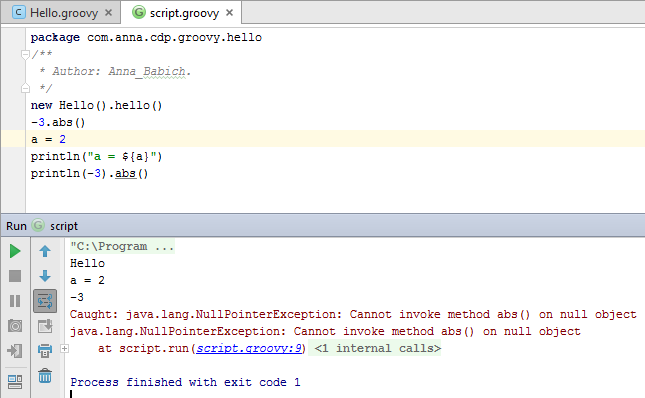 Hello.groovy script.groovy
package com.anna.cdp.groovy.hello
/**
 * Author: Anna_Babich.
 */
new Hello().hello()
-3.abs()
a = 2
println("a = ${a}")
println(-3).abs()
Run script
"C:\Program ...
Hello
a = 2
-3
Caught: java.lang.NullPointerException: Cannot invoke method abs() on null object
java.lang.NullPointerException: Cannot invoke method abs() on null object
    at script.run(script.groovy:9) <1 internal calls>
Process finished with exit code 1